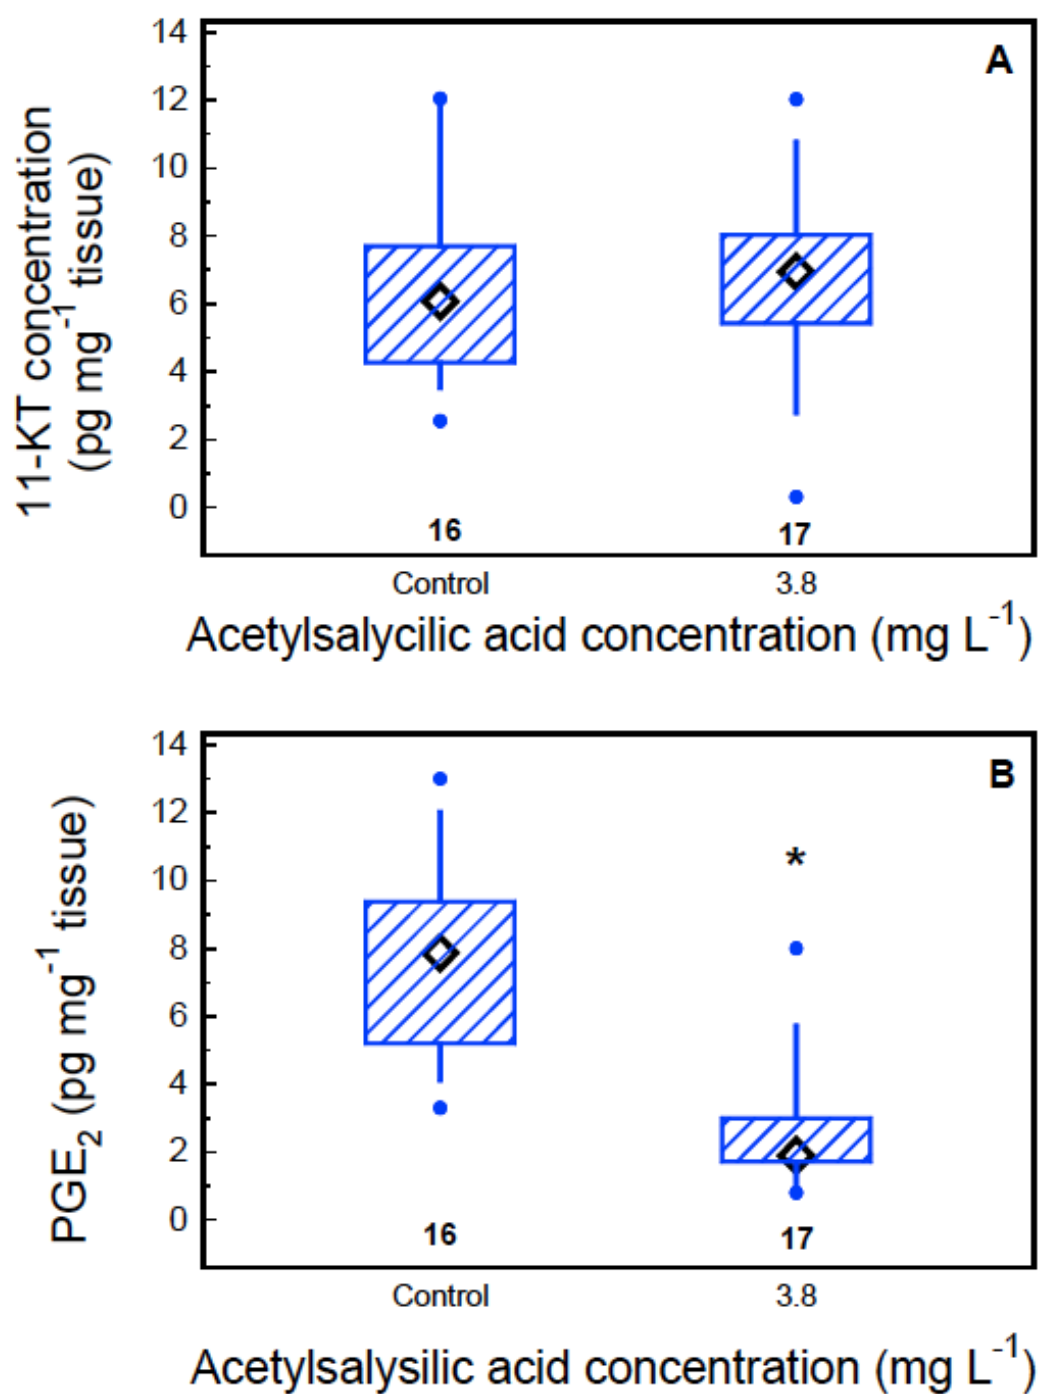 A
11-KT concentration
(pg mg⁻¹ tissue)
14
12
10
8
6
4
2
0
16 17
Control 3.8
Acetylsalycilic acid concentration (mg L⁻¹)
B
*
PGE₂ (pg mg⁻¹ tissue)
14
12
10
8
6
4
2
0
16 17
Control 3.8
Acetylsalysilic acid concentration (mg L⁻¹)